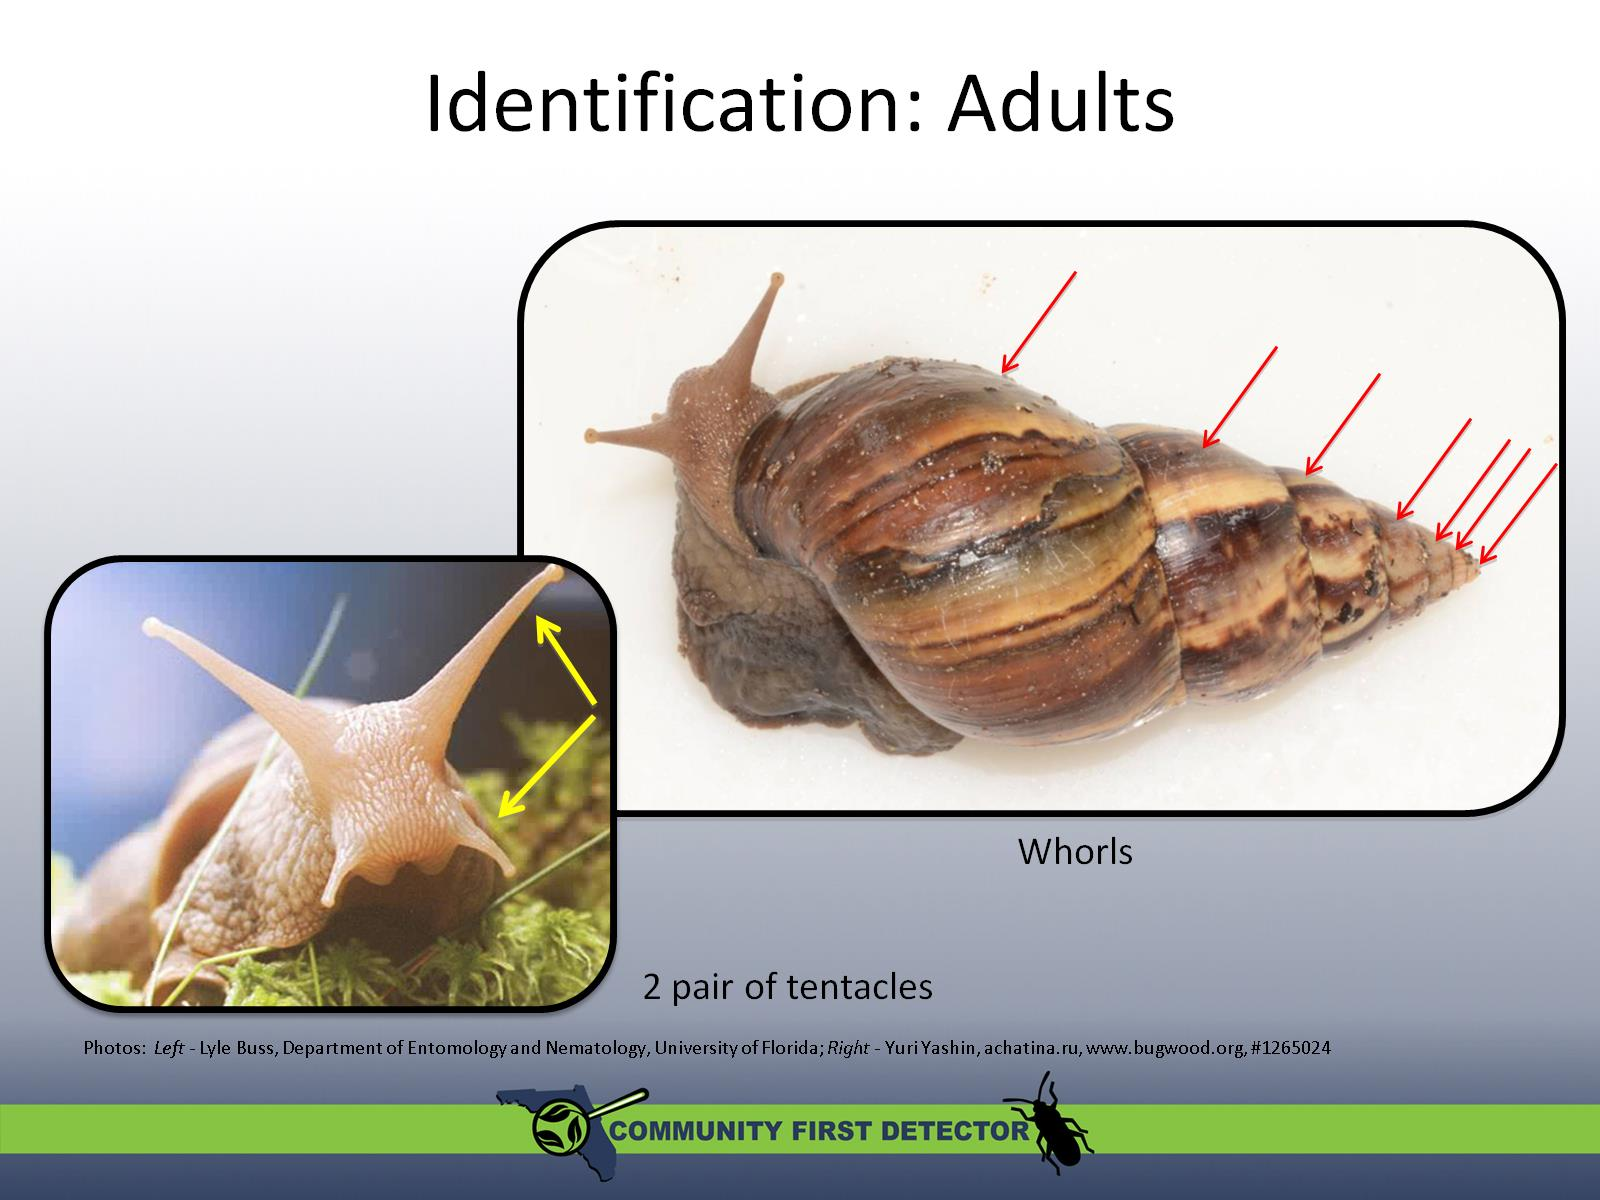 Identification: Adults
Whorls
2 pair of tentacles
Photos: Left - Lyle Buss, Department of Entomology and Nematology, University of Florida; Right - Yuri Yashin, achatina.ru, www.bugwood.org, #1265024
COMMUNITY FIRST DETECTOR